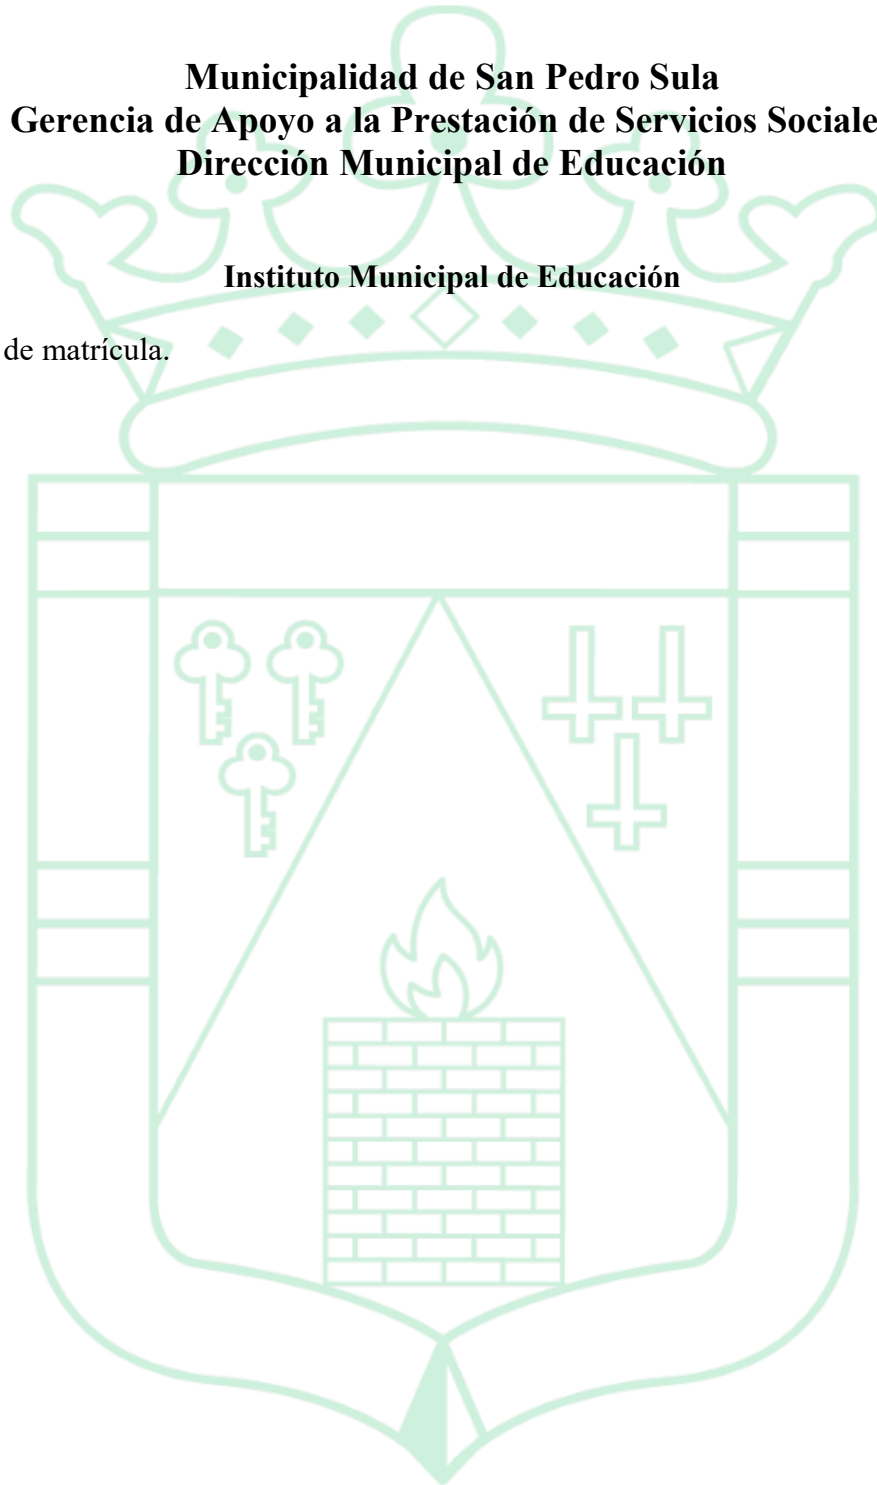 Municipalidad de San Pedro Sula
Gerencia de Apoyo a la Prestación de Servicios Sociale
Dirección Municipal de Educación
Instituto Municipal de Educación
de matrícula.